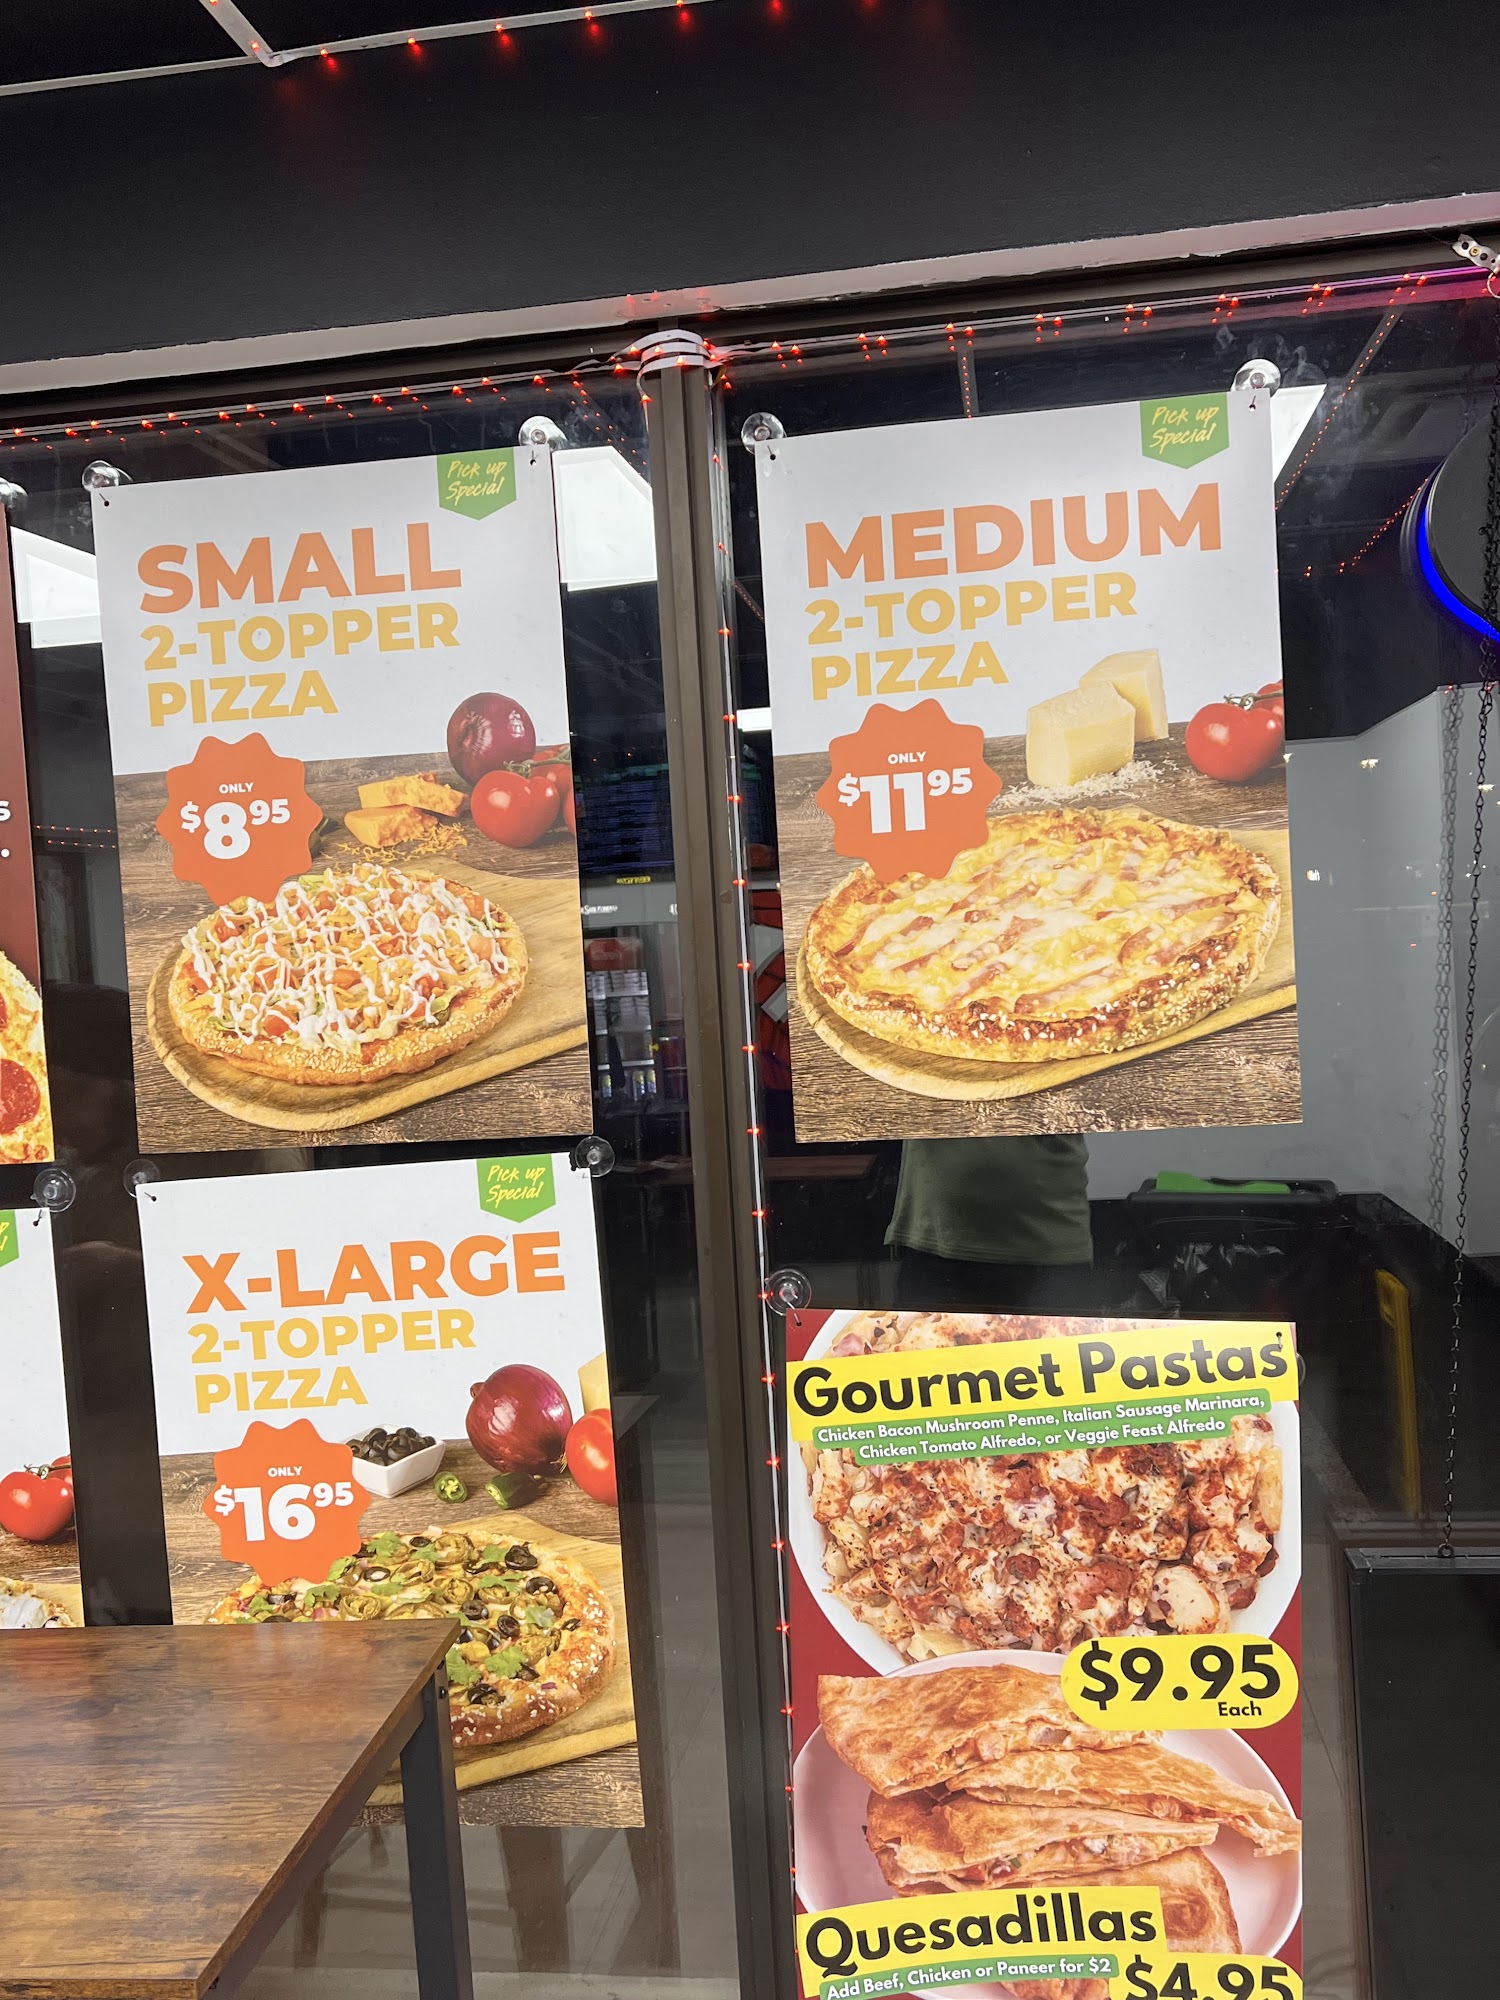 Pick up
Special
SMALL
2-TOPPER
PIZZA
ONLY
$8.95
Pick up
Special
MEDIUM
2-TOPPER
PIZZA
ONLY
$11.95
Pick up
Special
X-LARGE
2-TOPPER
PIZZA
ONLY
$16.95
Gourmet Pastas
Chicken Bacon Mushroom Penne, Italian Sausage Marinara,
Chicken Tomato Alfredo, or Veggie Feast Alfredo
$9.95
Each
Quesadillas
Add Beef, Chicken or Paneer for $2
$4.95